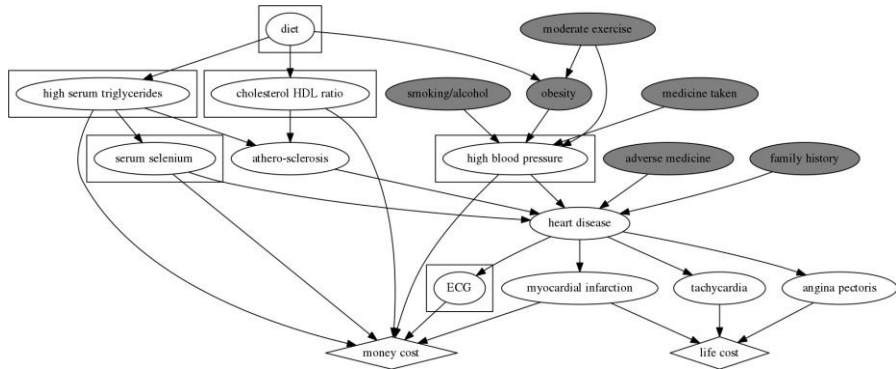 diet
moderate exercise
high serum triglycerides
cholesterol HDL ratio
smoking/alcohol
obesity
medicine taken
serum selenium
athero-sclerosis
high blood pressure
adverse medicine
family history
heart disease
ECG
myocardial infarction
tachycardia
angina pectoris
money cost
life cost